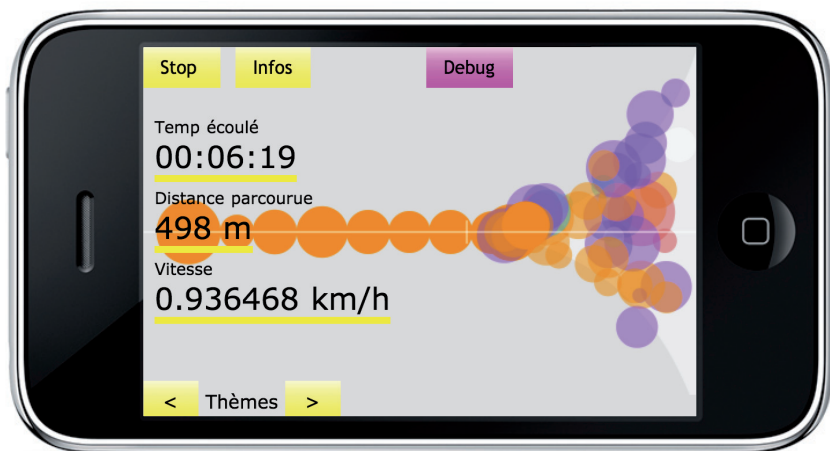 Stop Infos Debug
Temp écoulé
00:06:19
Distance parcourue
498 m
Vitesse
0.936468 km/h
< Thèmes >